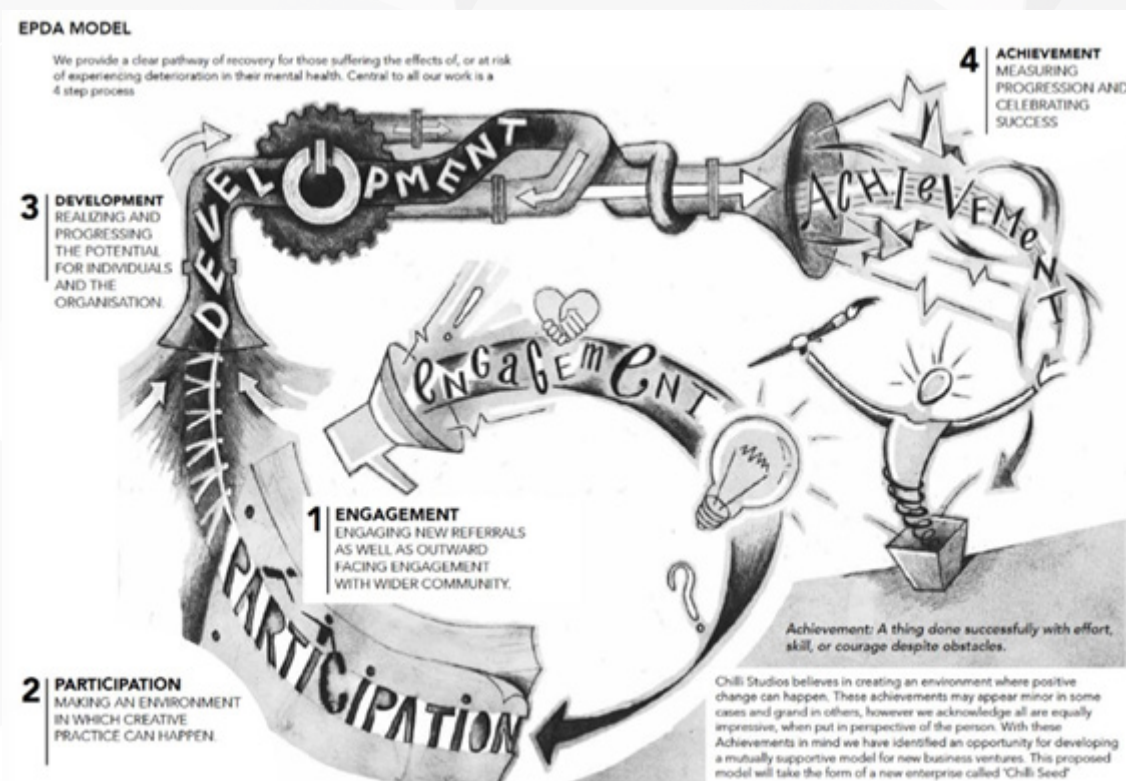 EPDA MODEL
We provide a clear pathway of recovery for those suffering the effects of, or at risk
of experiencing deterioration in their mental health. Central to all our work is a
4 step process
4 ACHIEVEMENT
MEASURING
PROGRESSION AND
CELEBRATING
SUCCESS
DEVELOPMENT
ACHIEVEMENT
3 DEVELOPMENT
REALIZING AND
PROGRESSING
THE POTENTIAL
FOR INDIVIDUALS
AND THE
ORGANISATION.
!
ENGAGEMENT
1 ENGAGEMENT
ENGAGING NEW REFERRALS
AS WELL AS OUTWARD
FACING ENGAGEMENT
WITH WIDER COMMUNITY.
?
PARTICIPATION
2 PARTICIPATION
MAKING AN ENVIRONMENT
IN WHICH CREATIVE
PRACTICE CAN HAPPEN.
Achievement: A thing done successfully with effort,
skill, or courage despite obstacles.
Chilli Studios believes in creating an environment where positive
change can happen. These achievements may appear minor in some
cases and grand in others, however we acknowledge all are equally
impressive, when put in perspective of the person. With these
Achievements in mind we have identified an opportunity for developing
a mutually supportive model for new business ventures. This proposed
model will take the form of a new enterprise called 'Chilli Seed"